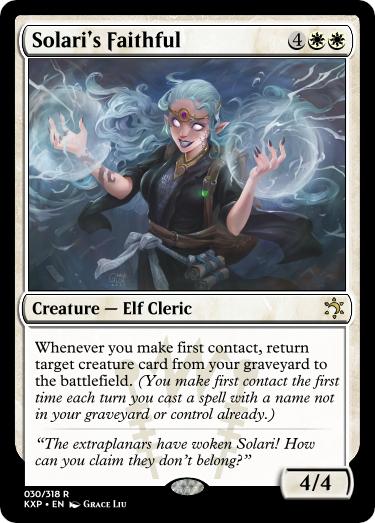 Solari's Faithful 4
Creature — Elf Cleric
Whenever you make first contact, return
target creature card from your graveyard to
the battlefield. (You make first contact the first
time each turn you cast a spell with a name not
in your graveyard or control already.)
"The extraplanars have woken Solari! How
can you claim they don't belong?"
4/4
030/318 R
KXP • EN Grace Liu